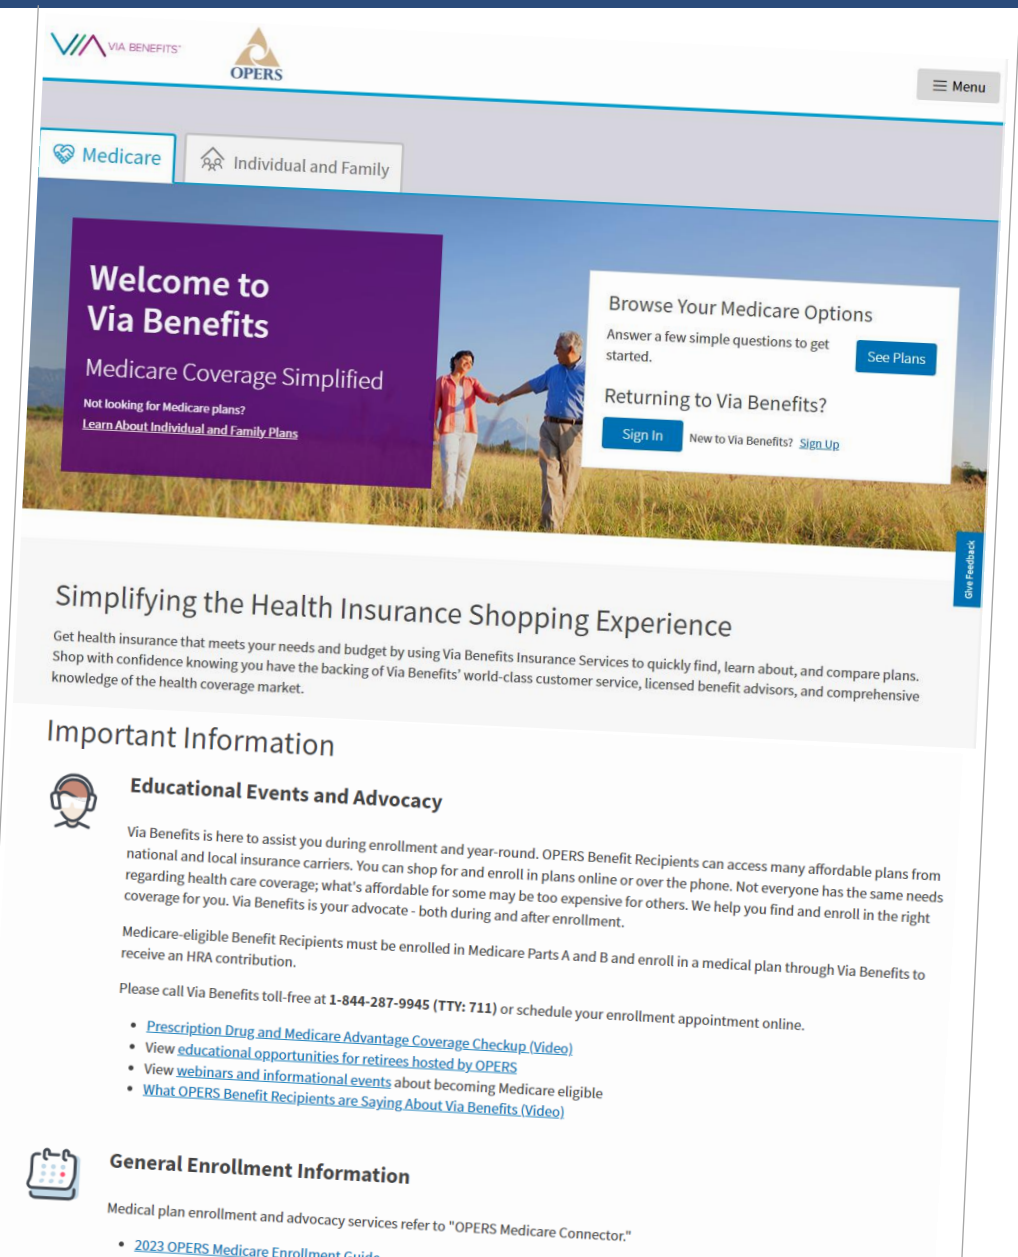 VIA BENEFITS™
OPERS
Menu
Medicare
Individual and Family
Welcome to
Via Benefits
Medicare Coverage Simplified
Not looking for Medicare plans?
Learn About Individual and Family Plans
Browse Your Medicare Options
Answer a few simple questions to get
started.
See Plans
Returning to Via Benefits?
Sign In New to Via Benefits? Sign Up
Give Feedback
Simplifying the Health Insurance Shopping Experience
Get health insurance that meets your needs and budget by using Via Benefits Insurance Services to quickly find, learn about, and compare plans.
Shop with confidence knowing you have the backing of Via Benefits' world-class customer service, licensed benefit advisors, and comprehensive
knowledge of the health coverage market.
Important Information
Educational Events and Advocacy
Via Benefits is here to assist you during enrollment and year-round. OPERS Benefit Recipients can access many affordable plans from
national and local insurance carriers. You can shop for and enroll in plans online or over the phone. Not everyone has the same needs
regarding health care coverage; what's affordable for some may be too expensive for others. We help you find and enroll in the right
coverage for you. Via Benefits is your advocate - both during and after enrollment.
Medicare-eligible Benefit Recipients must be enrolled in Medicare Parts A and B and enroll in a medical plan through Via Benefits to
receive an HRA contribution.
Please call Via Benefits toll-free at 1-844-287-9945 (TTY: 711) or schedule your enrollment appointment online.
• Prescription Drug and Medicare Advantage Coverage Checkup (Video)
• View educational opportunities for retirees hosted by OPERS
• View webinars and informational events about becoming Medicare eligible
• What OPERS Benefit Recipients are Saying About Via Benefits (Video)
General Enrollment Information
Medical plan enrollment and advocacy services refer to "OPERS Medicare Connector."
• 2023 OPERS Medicare Enrollment Guide